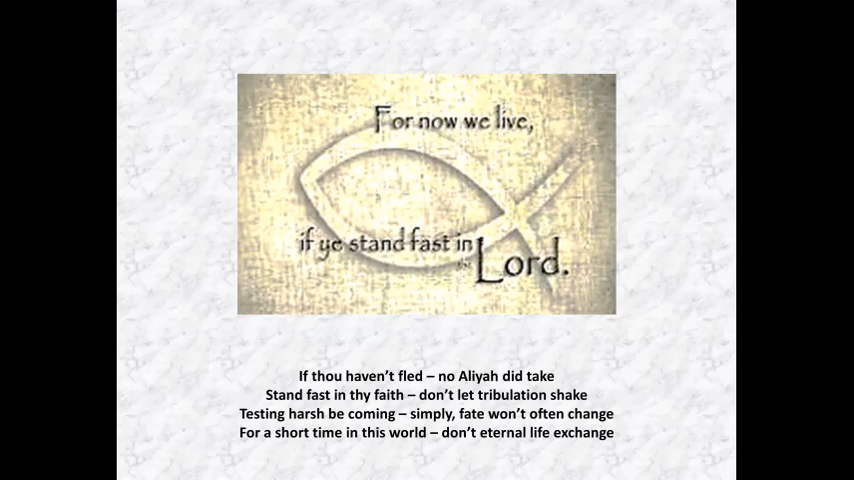 For now we live,
if ye stand fast in
the Lord.
If thou haven’t fled – no Aliyah did take
Stand fast in thy faith – don’t let tribulation shake
Testing harsh be coming – simply, fate won’t often change
For a short time in this world – don’t eternal life exchange